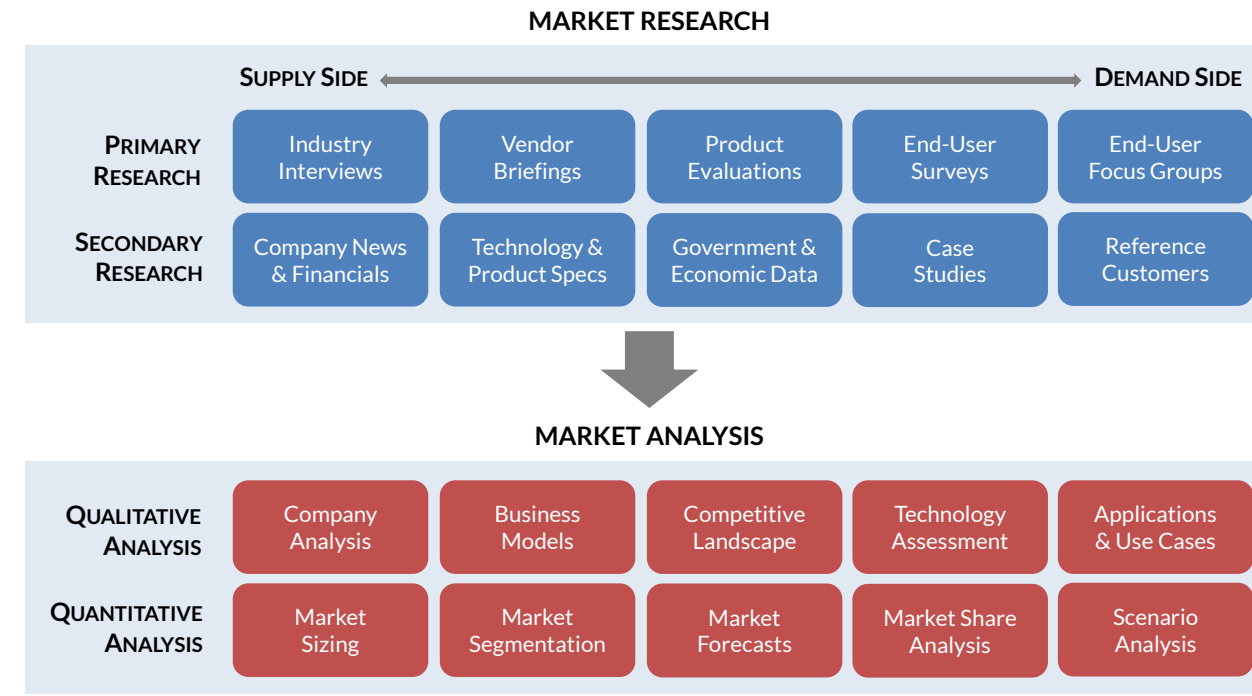 MARKET RESEARCH
SUPPLY SIDE
DEMAND SIDE
PRIMARY
RESEARCH
Industry
Interviews
Vendor
Briefings
Product
Evaluations
End-User
Surveys
End-User
Focus Groups
SECONDARY
RESEARCH
Company News
& Financials
Technology &
Product Specs
Government &
Economic Data
Case
Studies
Reference
Customers
MARKET ANALYSIS
QUALITATIVE
ANALYSIS
Company
Analysis
Business
Models
Competitive
Landscape
Technology
Assessment
Applications
& Use Cases
QUANTITATIVE
ANALYSIS
Market
Sizing
Market
Segmentation
Market
Forecasts
Market Share
Analysis
Scenario
Analysis